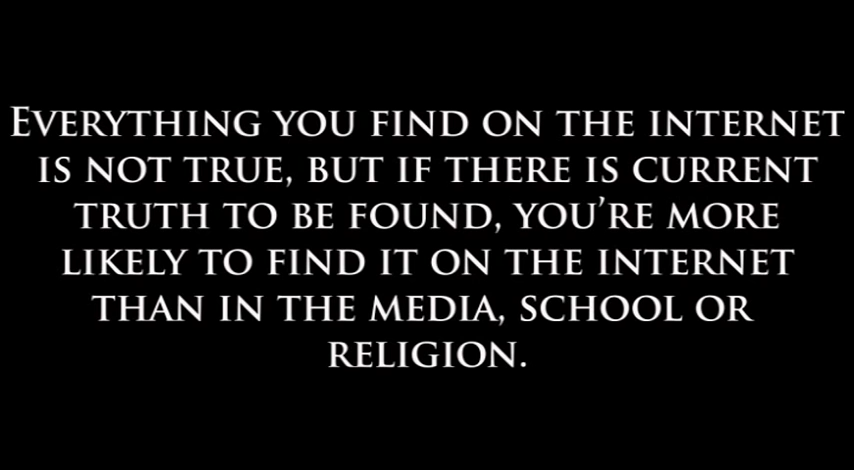 Everything you find on the internet
is not true, but if there is current
truth to be found, you’re more
likely to find it on the internet
than in the media, school or
religion.